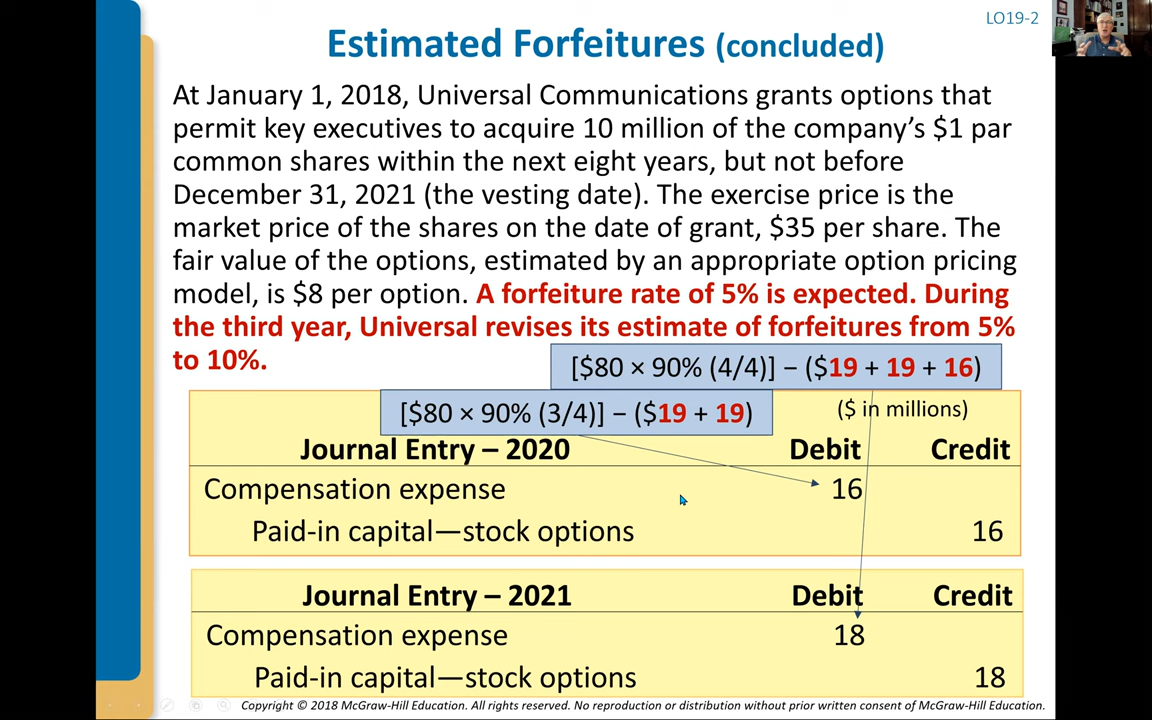 LO19-2
Estimated Forfeitures (concluded)
At January 1, 2018, Universal Communications grants options that
permit key executives to acquire 10 million of the company’s $1 par
common shares within the next eight years, but not before
December 31, 2021 (the vesting date). The exercise price is the
market price of the shares on the date of grant, $35 per share. The
fair value of the options, estimated by an appropriate option pricing
model, is $8 per option. A forfeiture rate of 5% is expected. During
the third year, Universal revises its estimate of forfeitures from 5%
to 10%.
[$80 × 90% (4/4)] − ($19 + 19 + 16)
[$80 × 90% (3/4)] − ($19 + 19)
($ in millions)
Journal Entry – 2020 Debit Credit
Compensation expense 16
Paid-in capital—stock options 16
Journal Entry – 2021 Debit Credit
Compensation expense 18
Paid-in capital—stock options 18
Copyright © 2018 McGraw-Hill Education. All rights reserved. No reproduction or distribution without prior written consent of McGraw-Hill Education.